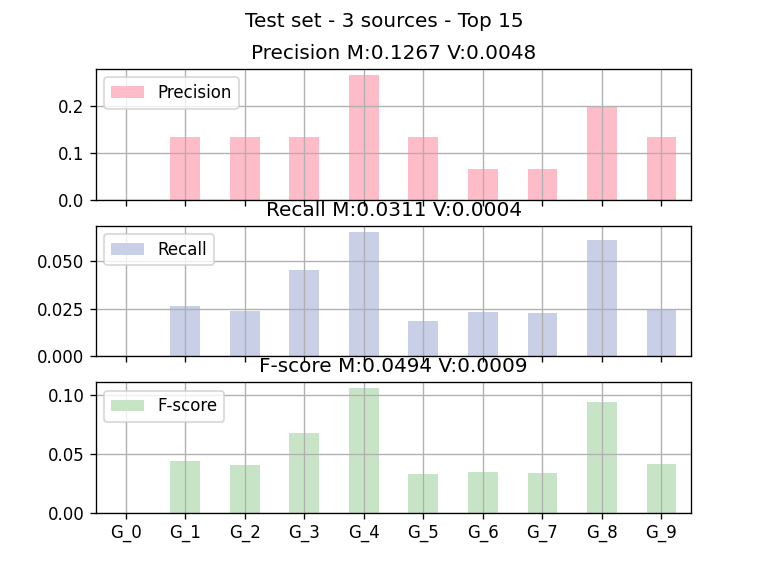 Test set - 3 sources - Top 15
Precision M:0.1267 V:0.0048
Precision
0.2
0.1
0.0
Recall M:0.0311 V:0.0004
Recall
0.050
0.025
0.000
F-score M:0.0494 V:0.0009
F-score
0.10
0.05
0.00
G_0 G_1 G_2 G_3 G_4 G_5 G_6 G_7 G_8 G_9